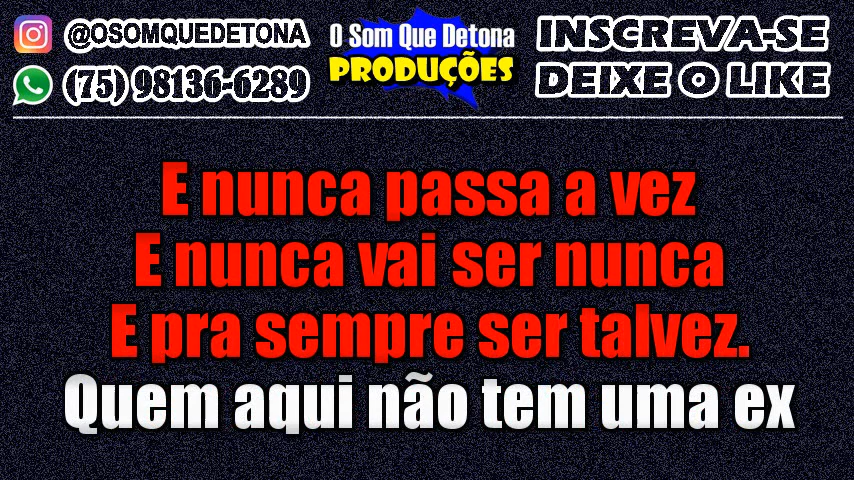 @OSOMQUEDETONA
(75) 98136-6289
O Som Que Detona
PRODUÇÕES
INSCREVA-SE
DEIXE O LIKE
E nunca passa a vez
E nunca vai ser nunca
E pra sempre ser talvez.
Quem aqui não tem uma ex